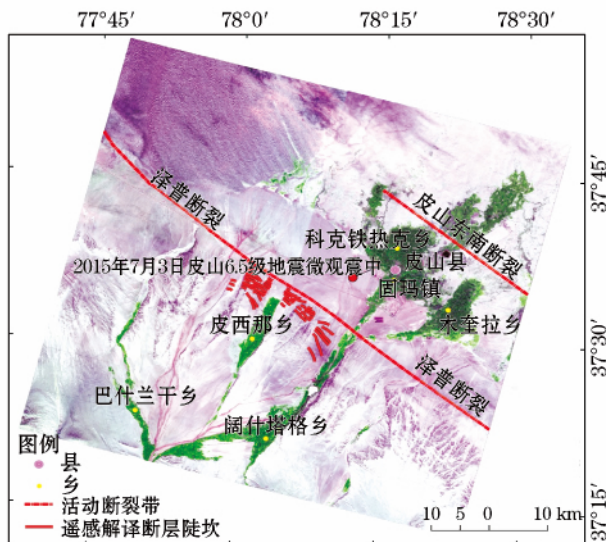 77°45′ 78°0′ 78°15′ 78°30′
37°45′
泽普断裂
皮山东南断裂
科克铁热克乡
皮山县
2015年7月3日皮山6.5级地震微观震中
固玛镇
皮西那乡
木奎拉乡
37°30′
泽普断裂
巴什兰干乡
阔什塔格乡
图例
县
乡
活动断裂带
遥感解译断层陡坎
10 5 0 10 km
37°15′